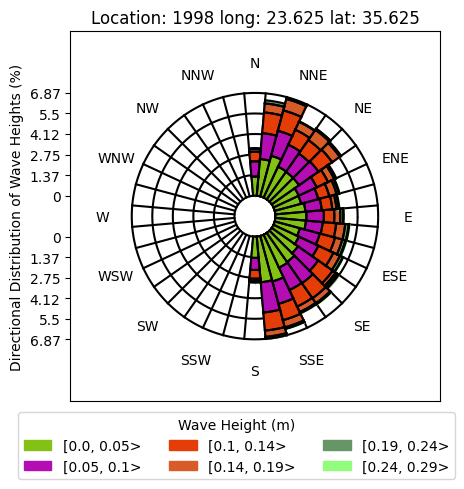 Location: 1998 long: 23.625 lat: 35.625
Directional Distribution of Wave Heights (%)
N
NNW
NNE
NW
NE
WNW
ENE
W
E
WSW
ESE
SW
SE
SSW
SSE
S
6.87
5.5
4.12
2.75
1.37
0
0
1.37
2.75
4.12
5.5
6.87
Wave Height (m)
[0.0, 0.05>
[0.05, 0.1>
[0.1, 0.14>
[0.14, 0.19>
[0.19, 0.24>
[0.24, 0.29>